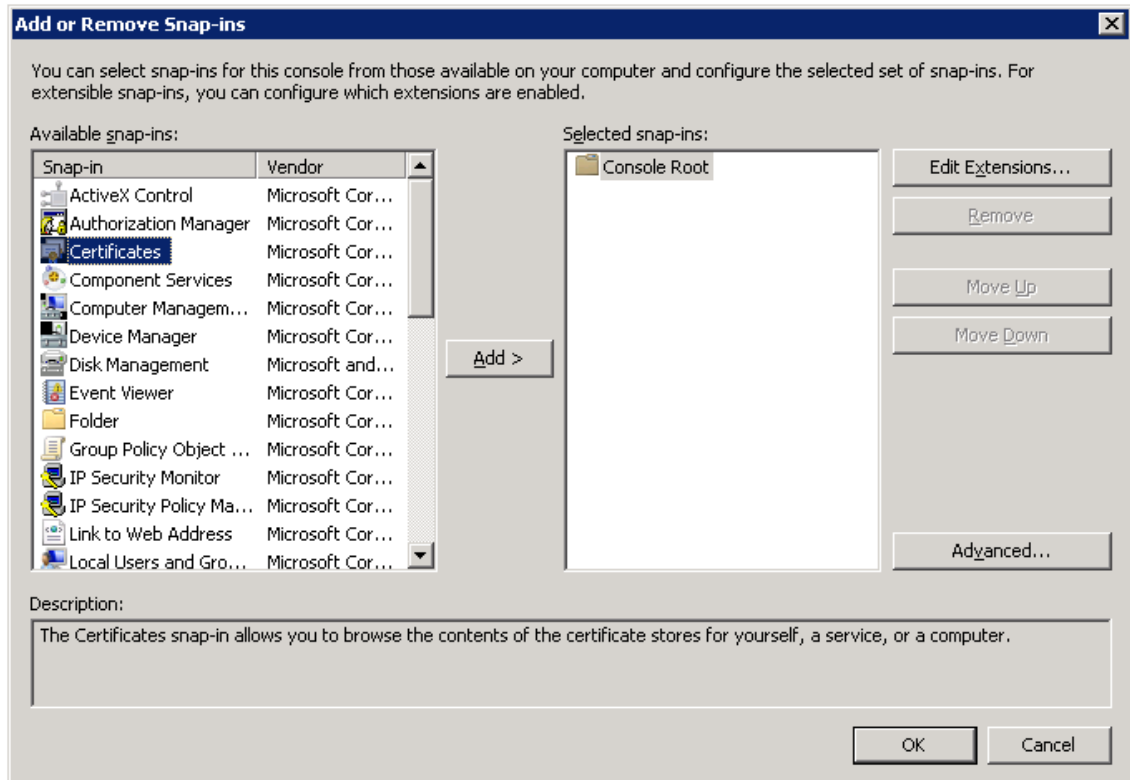 Add or Remove Snap-ins
You can select snap-ins for this console from those available on your computer and configure the selected set of snap-ins. For
extensible snap-ins, you can configure which extensions are enabled.
Available snap-ins:
Selected snap-ins:
Snap-in Vendor
ActiveX Control Microsoft Cor...
Authorization Manager Microsoft Cor...
Certificates Microsoft Cor...
Component Services Microsoft Cor...
Computer Managem... Microsoft Cor...
Device Manager Microsoft Cor...
Disk Management Microsoft and...
Event Viewer Microsoft Cor...
Folder Microsoft Cor...
Group Policy Object ... Microsoft Cor...
IP Security Monitor Microsoft Cor...
IP Security Policy Ma... Microsoft Cor...
Link to Web Address Microsoft Cor...
Local Users and Gro... Microsoft Cor...
Add >
Console Root
Edit Extensions...
Remove
Move Up
Move Down
Advanced...
Description:
The Certificates snap-in allows you to browse the contents of the certificate stores for yourself, a service, or a computer.
OK
Cancel